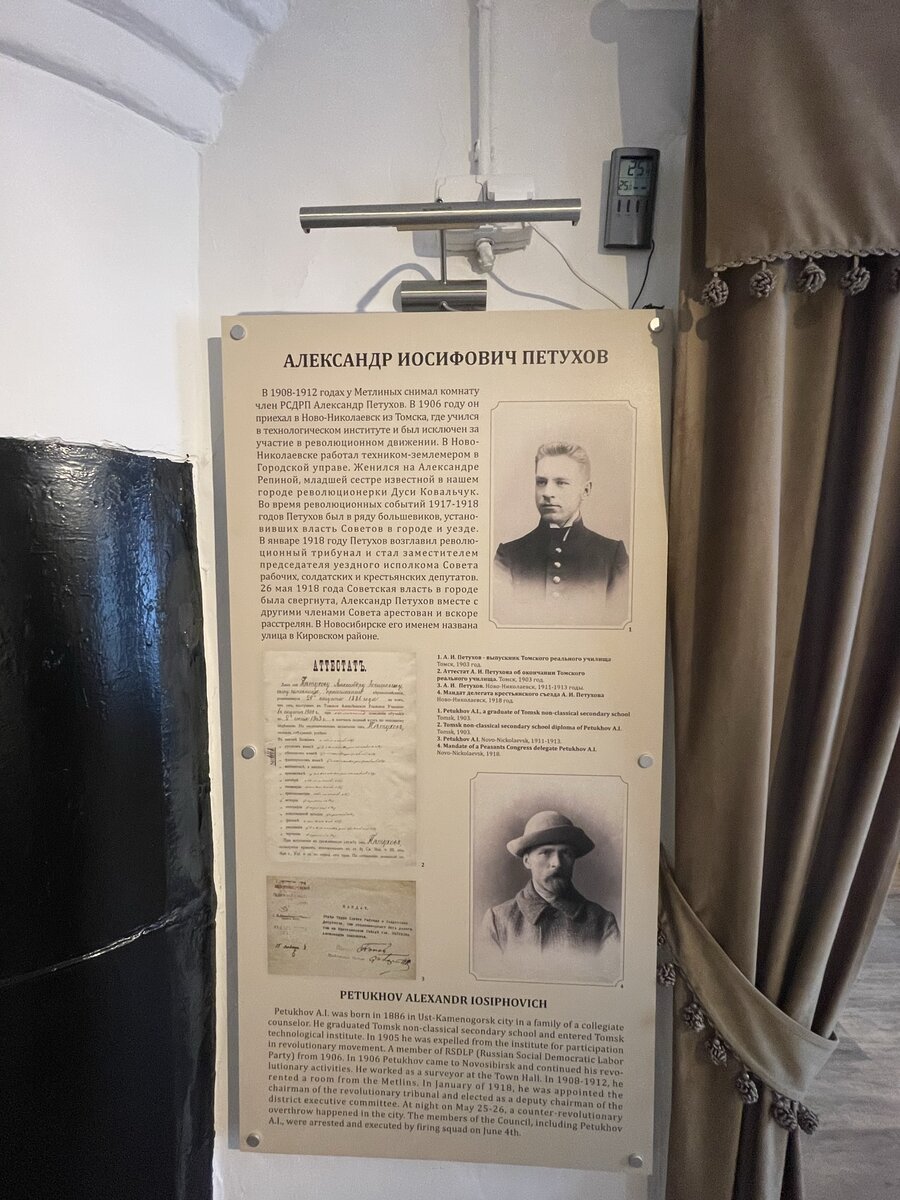 АЛЕКСАНДР ИОСИФОВИЧ ПЕТУХОВ
В 1908-1912 годах у Метлиных снимал комнату
член РСДРП Александр Петухов. В 1906 году он
приехал в Ново-Николаевск из Томска, где учился
в технологическом институте и был исключен за
участие в революционном движении. В Ново-
Николаевске работал техником-землемером в
Городской управе. Женился на Александре
Репиной, младшей сестре известной в нашем
городе революционерки Дуси Ковальчук.
Во время революционных событий 1917-1918
годов Петухов был в ряду большевиков, устано-
вивших власть Советов в городе и уезде.
В январе 1918 году Петухов возглавил револю-
ционный трибунал и стал заместителем
председателя уездного исполкома Совета
рабочих, солдатских и крестьянских депутатов.
26 мая 1918 года Советская власть в городе
была свергнута, Александр Петухов вместе с
другими членами Совета арестован и вскоре
расстрелян. В Новосибирске его именем названа
улица в Кировском районе.
1
1. А. И. Петухов - выпускник Томского реального училища
Томск, 1903 год.
2. Аттестат А. И. Петухова об окончании Томского
реального училища. Томск, 1903 год.
3. А. И. Петухов. Ново-Николаевск, 1911-1913 годы.
4. Мандат делегата крестьянского съезда А. И. Петухова
Ново-Николаевск, 1918 год.
1. Petukhov A.I., a graduate of Tomsk non-classical secondary school
Tomsk, 1903.
2. Tomsk non-classical secondary school diploma of Petukhov A.I.
Tomsk, 1903.
3. Petukhov A.I. Novo-Nickolaevsk, 1911-1913.
4. Mandate of a Peasants Congress delegate Petukhov A.I.
Novo-Nickolaevsk, 1918.
АТТЕСТАТЪ.
2
МАНДАТ.
3
4
PETUKHOV ALEXANDR IOSIPHOVICH
Petukhov A.I. was born in 1886 in Ust-Kamenogorsk city in a family of a collegiate
counselor. He graduated Tomsk non-classical secondary school and entered Tomsk
technological institute. In 1905 he was expelled from the institute for participation
in revolutionary movement. A member of RSDLP (Russian Social Democratic Labor
Party) from 1906. In 1906 Petukhov came to Novosibirsk and continued his revo-
lutionary activities. He worked as a surveyor at the Town Hall. In 1908-1912, he
rented a room from the Metlins. In January of 1918, he was appointed the
chairman of the revolutionary tribunal and elected as a deputy chairman of the
district executive committee. At night on May 25-26, a counter-revolutionary
overthrow happened in the city. The members of the Council, including Petukhov
A.I., were arrested and executed by firing squad on June 4th.